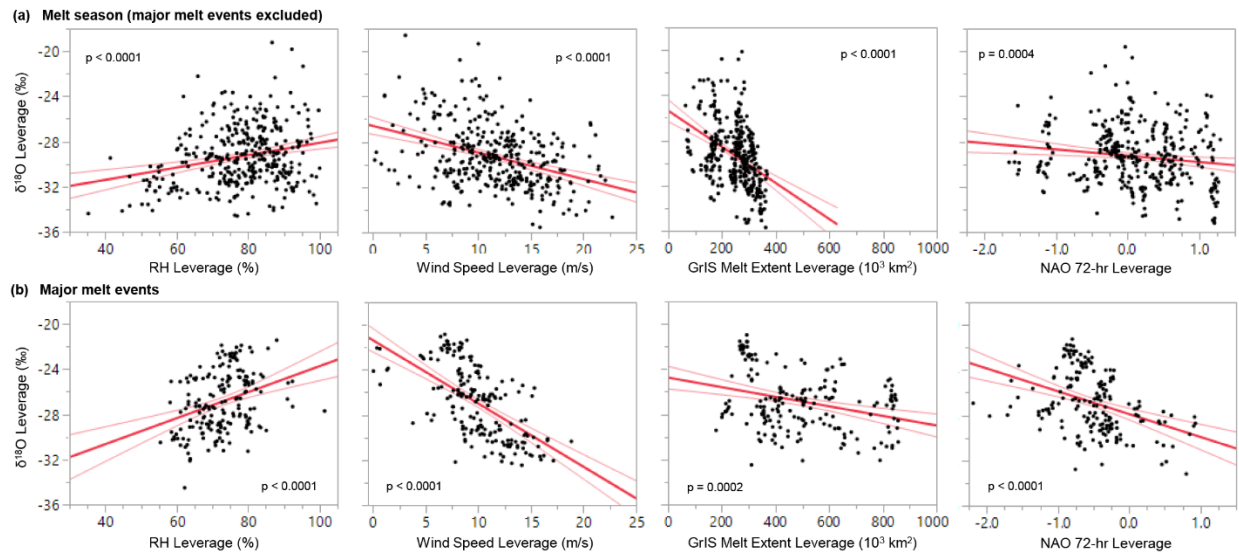 (a) Melt season (major melt events excluded)
δ¹⁸O Leverage (‰)
-20
-24
-28
-32
-36
p < 0.0001
p < 0.0001
p < 0.0001
p = 0.0004
40 60 80 100
0 5 10 15 20 25
0 200 400 600 800 1000
-2.0 -1.0 0.0 1.0
RH Leverage (%)
Wind Speed Leverage (m/s)
GrIS Melt Extent Leverage (10³ km²)
NAO 72-hr Leverage
(b) Major melt events
δ¹⁸O Leverage (‰)
-20
-24
-28
-32
-36
p < 0.0001
p < 0.0001
p = 0.0002
p < 0.0001
40 60 80 100
0 5 10 15 20 25
0 200 400 600 800 1000
-2.0 -1.0 0.0 1.0
RH Leverage (%)
Wind Speed Leverage (m/s)
GrIS Melt Extent Leverage (10³ km²)
NAO 72-hr Leverage